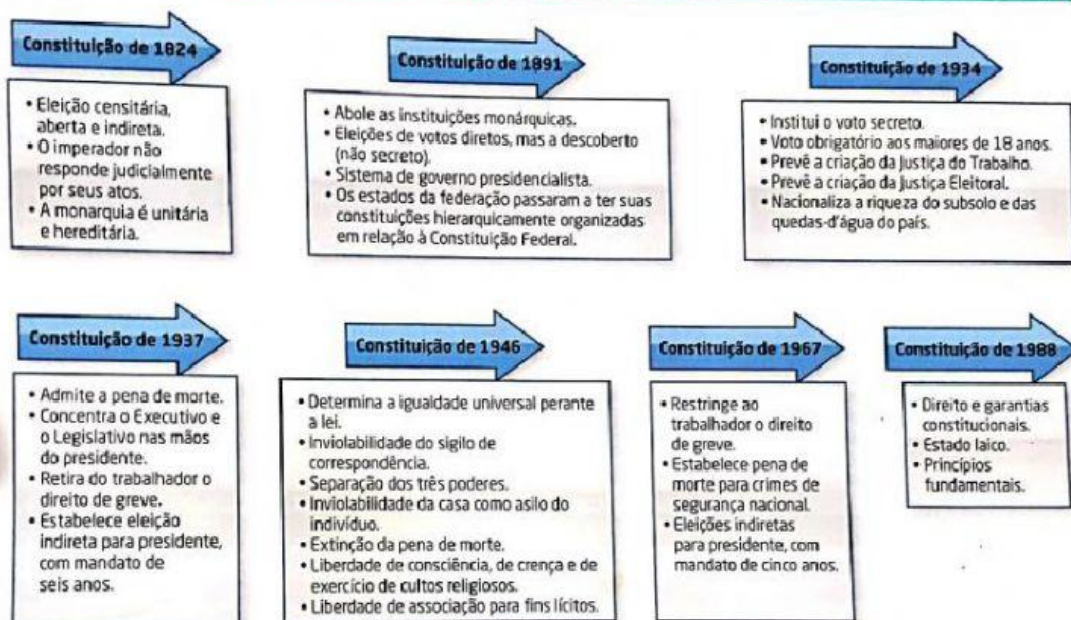 Constituição de 1824
• Eleição censitária,
aberta e indireta.
• O imperador não
responde judicialmente
por seus atos.
• A monarquia é unitária
e hereditária.
Constituição de 1891
• Abole as instituições monárquicas.
• Eleições de votos diretos, mas a descoberto
(não secreto).
• Sistema de governo presidencialista.
• Os estados da federação passaram a ter suas
constituições hierarquicamente organizadas
em relação à Constituição Federal.
Constituição de 1934
• Institui o voto secreto.
• Voto obrigatório aos maiores de 18 anos.
• Prevê a criação da Justiça do Trabalho.
• Prevê a criação da Justiça Eleitoral.
• Nacionaliza a riqueza do subsolo e das
quedas-d'água do país.
Constituição de 1937
• Admite a pena de morte.
• Concentra o Executivo e
o Legislativo nas mãos
do presidente.
• Retira do trabalhador o
direito de greve.
• Estabelece eleição
indireta para presidente,
com mandato de
seis anos.
Constituição de 1946
• Determina a igualdade universal perante
a lei.
• Inviolabilidade do sigilo de
correspondência.
• Separação dos três poderes.
• Inviolabilidade da casa como asilo do
indivíduo.
• Extinção da pena de morte.
• Liberdade de consciência, de crença e de
exercício de cultos religiosos.
• Liberdade de associação para fins lícitos.
Constituição de 1967
• Restringe ao
trabalhador o direito
de greve.
• Estabelece pena de
morte para crimes de
segurança nacional.
• Eleições indiretas
para presidente, com
mandato de cinco anos.
Constituição de 1988
• Direito e garantias
constitucionais.
• Estado laico.
• Princípios
fundamentais.